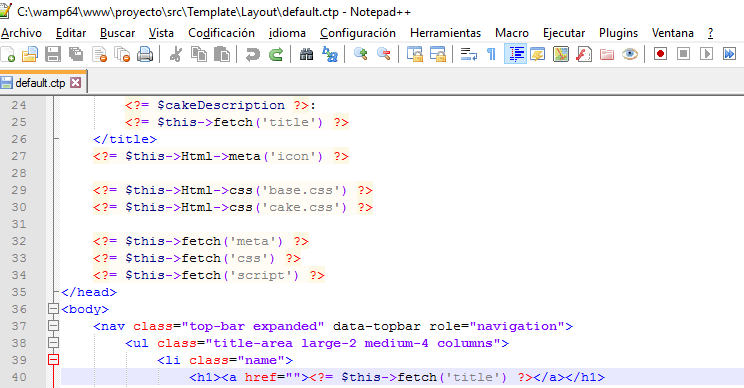 C:\wamp64\www\proyecto\src\Template\Layout\default.ctp - Notepad++
Archivo Editar Buscar Vista Codificación idioma Configuración Herramientas Macro Ejecutar Plugins Ventana ?
default.ctp
24 <?= $cakeDescription ?>:
25 <?= $this->fetch('title') ?>
26 </title>
27 <?= $this->Html->meta('icon') ?>
28
29 <?= $this->Html->css('base.css') ?>
30 <?= $this->Html->css('cake.css') ?>
31
32 <?= $this->fetch('meta') ?>
33 <?= $this->fetch('css') ?>
34 <?= $this->fetch('script') ?>
35 </head>
36 <body>
37 <nav class="top-bar expanded" data-topbar role="navigation">
38 <ul class="title-area large-2 medium-4 columns">
39 <li class="name">
40 <h1><a href=""><?= $this->fetch('title') ?></a></h1>